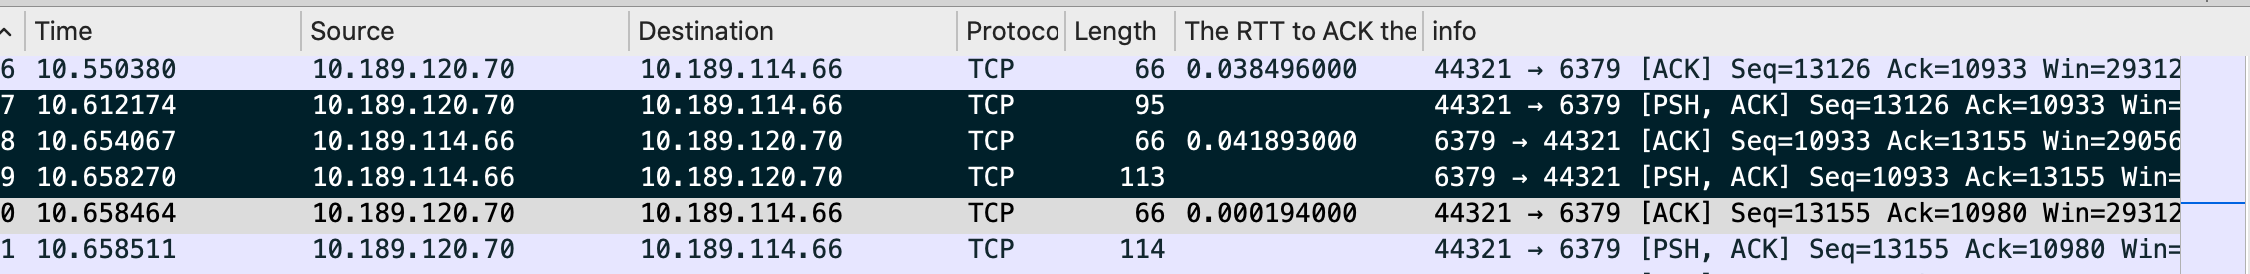 Time Source Destination Protoco Length The RTT to ACK the info
6 10.550380 10.189.120.70 10.189.114.66 TCP 66 0.038496000 44321 → 6379 [ACK] Seq=13126 Ack=10933 Win=29312
7 10.612174 10.189.120.70 10.189.114.66 TCP 95 44321 → 6379 [PSH, ACK] Seq=13126 Ack=10933 Win=
8 10.654067 10.189.114.66 10.189.120.70 TCP 66 0.041893000 6379 → 44321 [ACK] Seq=10933 Ack=13155 Win=29056
9 10.658270 10.189.114.66 10.189.120.70 TCP 113 6379 → 44321 [PSH, ACK] Seq=10933 Ack=13155 Win=
0 10.658464 10.189.120.70 10.189.114.66 TCP 66 0.000194000 44321 → 6379 [ACK] Seq=13155 Ack=10980 Win=29312
1 10.658511 10.189.120.70 10.189.114.66 TCP 114 44321 → 6379 [PSH, ACK] Seq=13155 Ack=10980 Win=